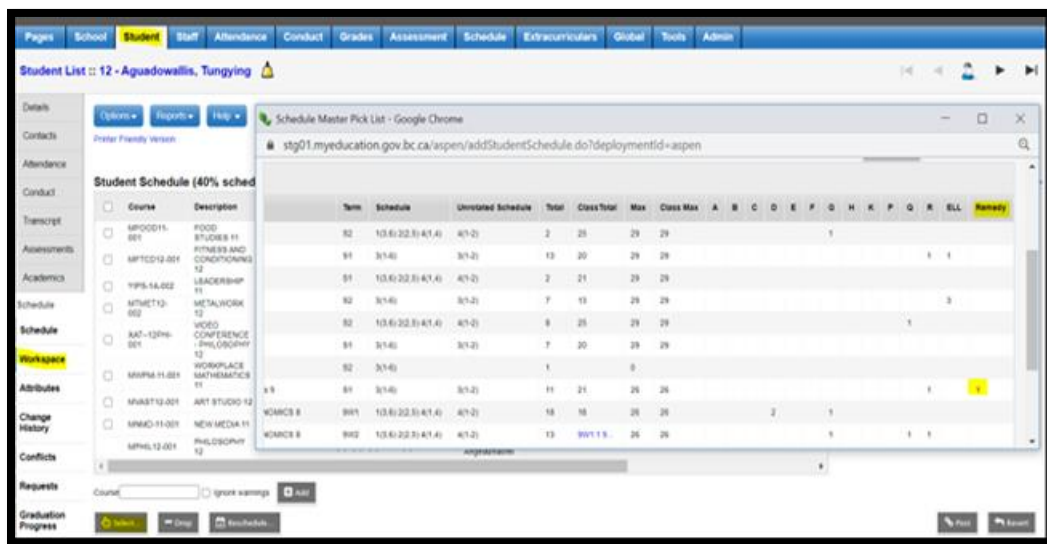 Pages School Student Staff Attendance Conduct Grades Assessment Schedule Extracurriculars Global Tools Admin
Student List :: 12 - Aguadowallis, Tungying
Details
Contacts
Attendance
Conduct
Transcript
Assessments
Academics
Schedule
Schedule
Workspace
Attributes
Change History
Conflicts
Requests
Graduation Progress
Options Reports Help
Printer Friendly Version
Student Schedule (40% sched
Course Description
MFOOD11-001 FOOD STUDIES 11
MFTCD12-001 FITNESS AND CONDITIONING 12
YIPS-1A-002 LEADERSHIP 11
MTMET12-002 METALWORK 12
XAT--12PHI-001 VIDEO CONFERENCE - PHILOSOPHY 12
MWPM-11-001 WORKPLACE MATHEMATICS 11
MVAST12-001 ART STUDIO 12
MNMD-11-001 NEW MEDIA 11
MPHIL12-001 PHILOSOPHY 12
Schedule Master Pick List - Google Chrome
stg01.myeducation.gov.bc.ca/aspen/addStudentSchedule.do?deploymentId=aspen
Term Schedule Unrotated Schedule Total Class Total Max Class Max A B C D E F G H K P Q R ELL Remedy
S2 1(3,6) 2(2,5) 4(1,4) 4(1-2) 2 25 29 29 1
S1 3(1-6) 3(1-2) 13 20 29 29 1 1
S1 1(3,6) 2(2,5) 4(1,4) 4(1-2) 2 21 29 29
S2 3(1-6) 3(1-2) 7 13 29 29 3
S2 1(3,6) 2(2,5) 4(1,4) 4(1-2) 8 25 29 29 1
S1 3(1-6) 3(1-2) 7 20 29 29
S2 3(1-6) 1 0
s 9 S1 3(1-6) 3(1-2) 11 21 26 26 1 1
NOMICS 8 9W1 1(3,6) 2(2,5) 4(1,4) 4(1-2) 18 18 26 26 2 1
NOMICS 8 9W2 1(3,6) 2(2,5) 4(1,4) 4(1-2) 13 9W1:1 9... 26 26 1 1 1
Course Ignore warnings Add
Select... Drop Reschedule...
Post Revert